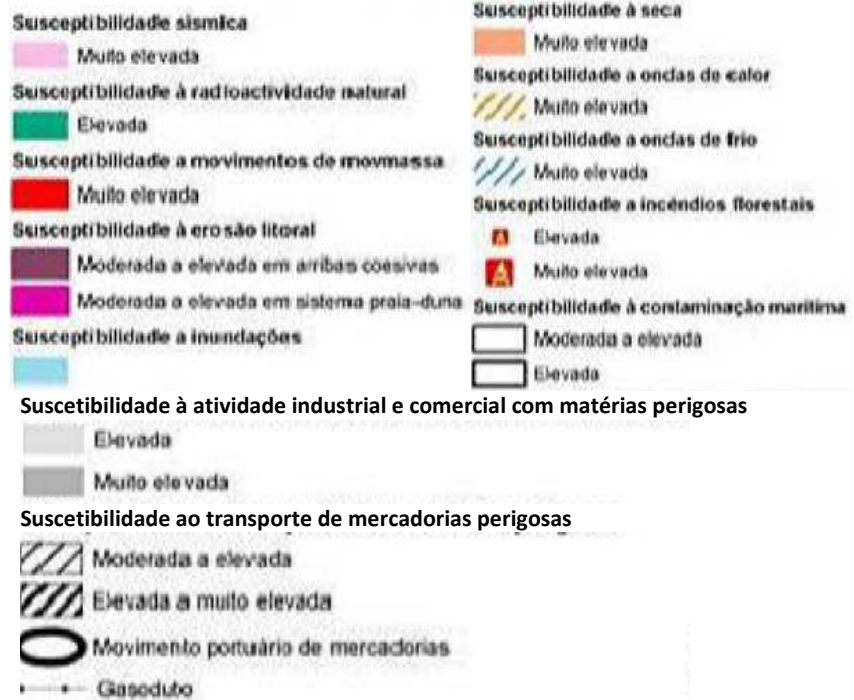 Susceptibilidade sísmica
Muito elevada
Susceptibilidade à radioactividade natural
Elevada
Susceptibilidade a movimentos de movmassa
Muito elevada
Susceptibilidade à erosão litoral
Moderada a elevada em arribas coesivas
Moderada a elevada em sistema praia-duna
Susceptibilidade a inundações
Susceptibilidade à seca
Muito elevada
Susceptibilidade a ondas de calor
Muito elevada
Susceptibilidade a ondas de frio
Muito elevada
Susceptibilidade a incêndios florestais
Elevada
Muito elevada
Susceptibilidade à contaminação marítima
Moderada a elevada
Elevada
Suscetibilidade à atividade industrial e comercial com matérias perigosas
Elevada
Muito elevada
Suscetibilidade ao transporte de mercadorias perigosas
Moderada a elevada
Elevada a muito elevada
Movimento portuário de mercadorias
Gasoduto